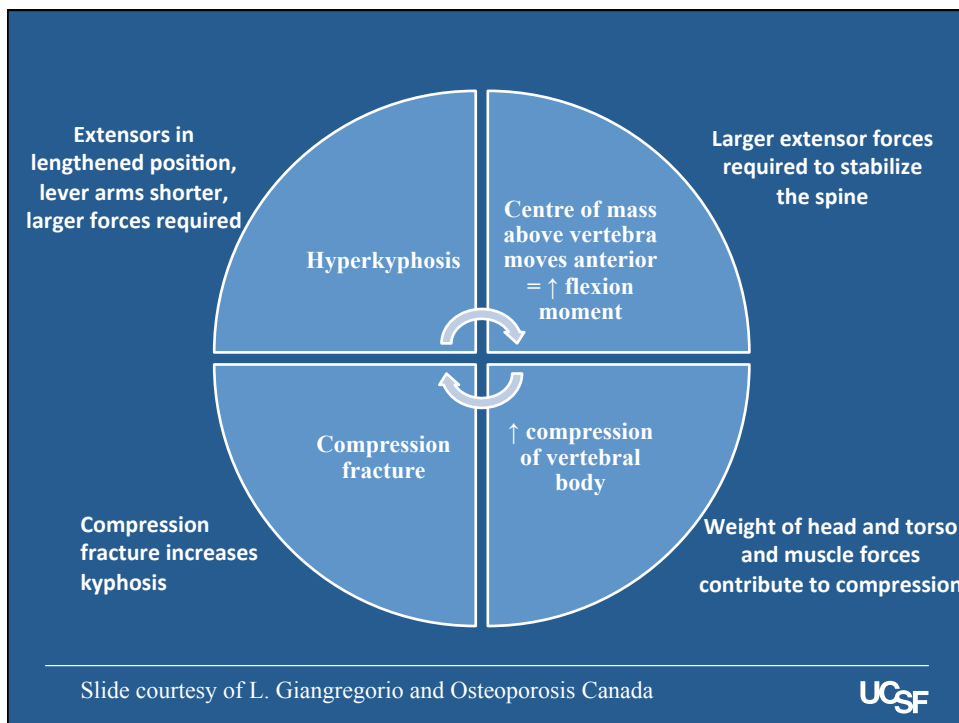 Extensors in
lengthened position,
lever arms shorter,
larger forces required
Hyperkyphosis
Centre of mass
above vertebra
moves anterior
= ↑ flexion
moment
Larger extensor forces
required to stabilize
the spine
Compression
fracture
↑ compression
of vertebral
body
Compression
fracture increases
kyphosis
Weight of head and torso
and muscle forces
contribute to compression
Slide courtesy of L. Giangregorio and Osteoporosis Canada
UCSF